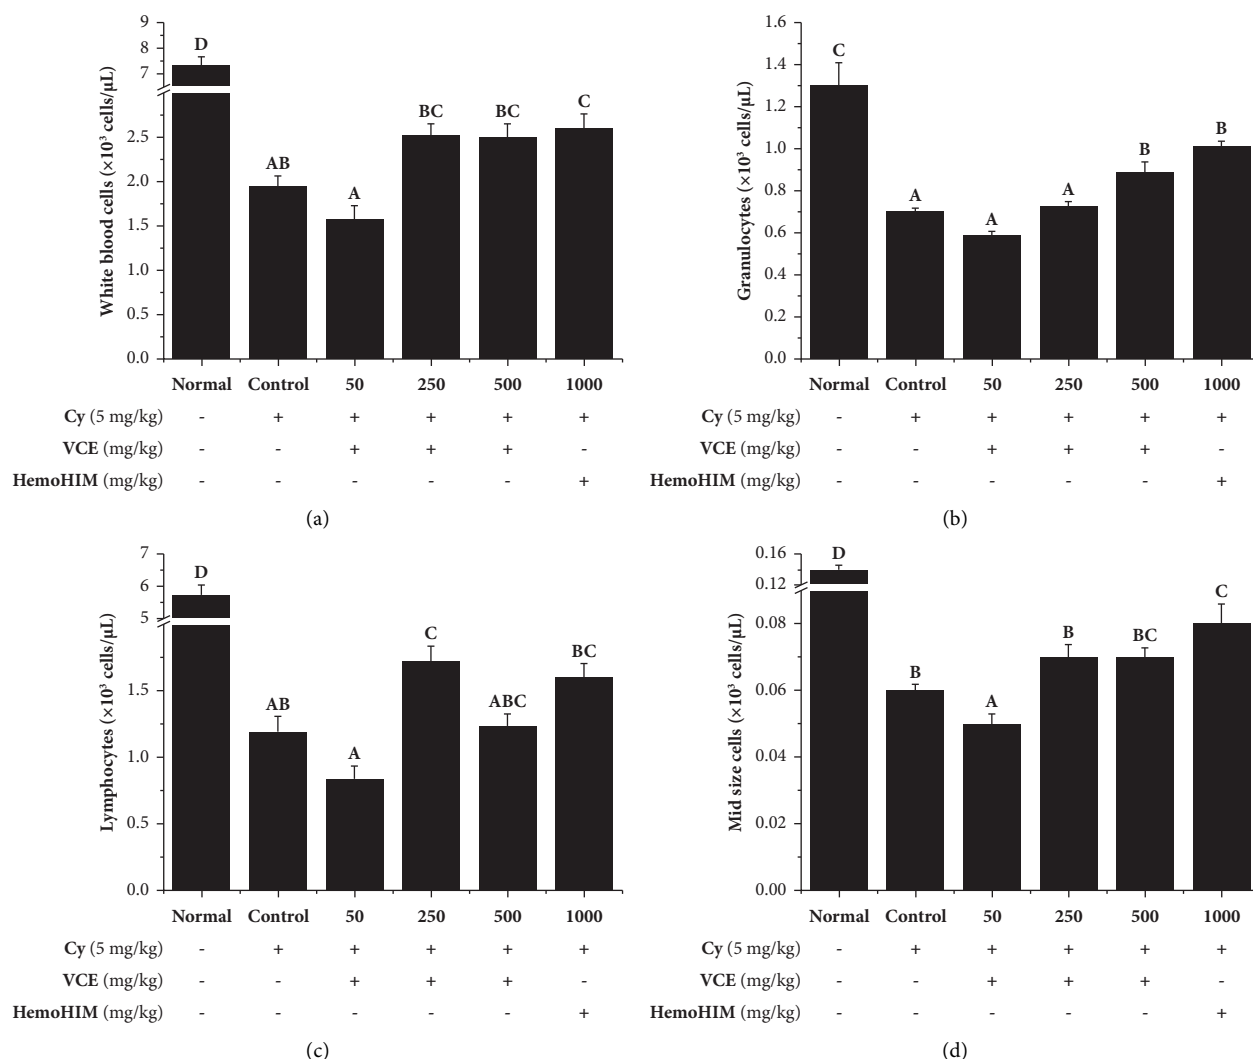 White blood cells (×10³ cells/µL)
9
8
7
2.5
2.0
1.5
1.0
0.5
0.0
D
AB
A
BC
BC
C
Normal Control 50 250 500 1000
Cy (5 mg/kg) - + + + + +
VCE (mg/kg) - - + + + -
HemoHIM (mg/kg) - - - - - +
(a)
Granulocytes (×10³ cells/µL)
1.6
1.4
1.2
1.0
0.8
0.6
0.4
0.2
0.0
C
A
A
A
B
B
Normal Control 50 250 500 1000
Cy (5 mg/kg) - + + + + +
VCE (mg/kg) - - + + + -
HemoHIM (mg/kg) - - - - - +
(b)
Lymphocytes (×10³ cells/µL)
7
6
5
1.5
1.0
0.5
0.0
D
AB
A
C
ABC
BC
Normal Control 50 250 500 1000
Cy (5 mg/kg) - + + + + +
VCE (mg/kg) - - + + + -
HemoHIM (mg/kg) - - - - - +
(c)
Mid size cells (×10³ cells/µL)
0.16
0.12
0.08
0.06
0.04
0.02
0.00
D
B
A
B
BC
C
Normal Control 50 250 500 1000
Cy (5 mg/kg) - + + + + +
VCE (mg/kg) - - + + + -
HemoHIM (mg/kg) - - - - - +
(d)